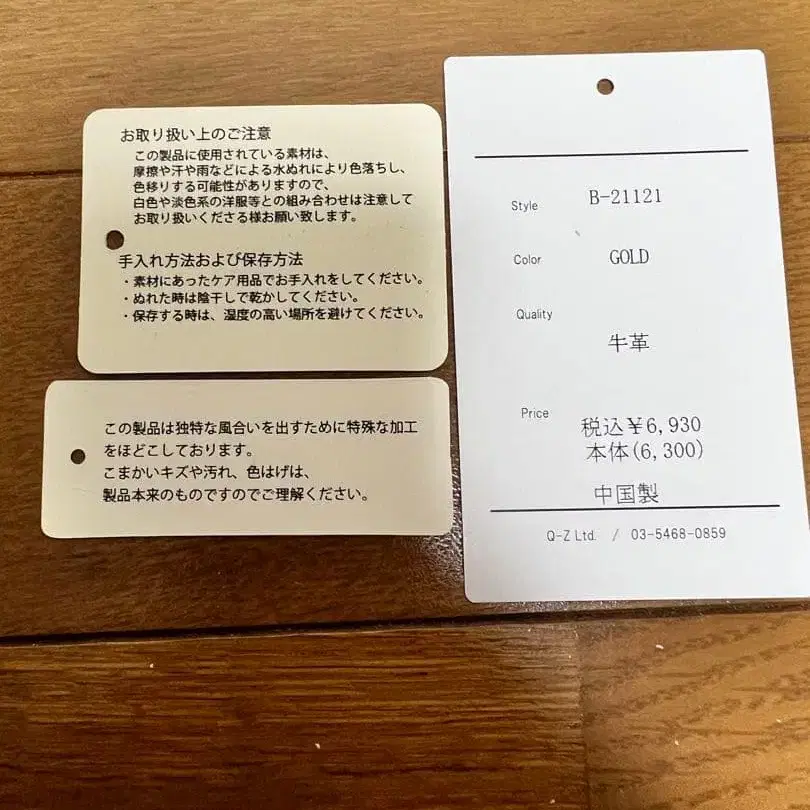 お取り扱い上のご注意
この製品に使用されている素材は、
摩擦や汗や雨などによる水ぬれにより色落ちし、
色移りする可能性がありますので、
白色や淡色系の洋服等との組み合わせは注意して
お取り扱いくださる様お願い致します。
手入れ方法および保存方法
・素材にあったケア用品でお手入れをしてください。
・ぬれた時は陰干しで乾かしてください。
・保存する時は、湿度の高い場所を避けてください。
この製品は独特な風合いを出すために特殊な加工
をほどこしております。
こまかいキズや汚れ、色はげは、
製品本来のものですのでご理解ください。
Style B-21121
Color GOLD
Quality
牛革
Price
税込¥6,930
本体(6,300)
中国製
Q-Z Ltd. / 03-5468-0859